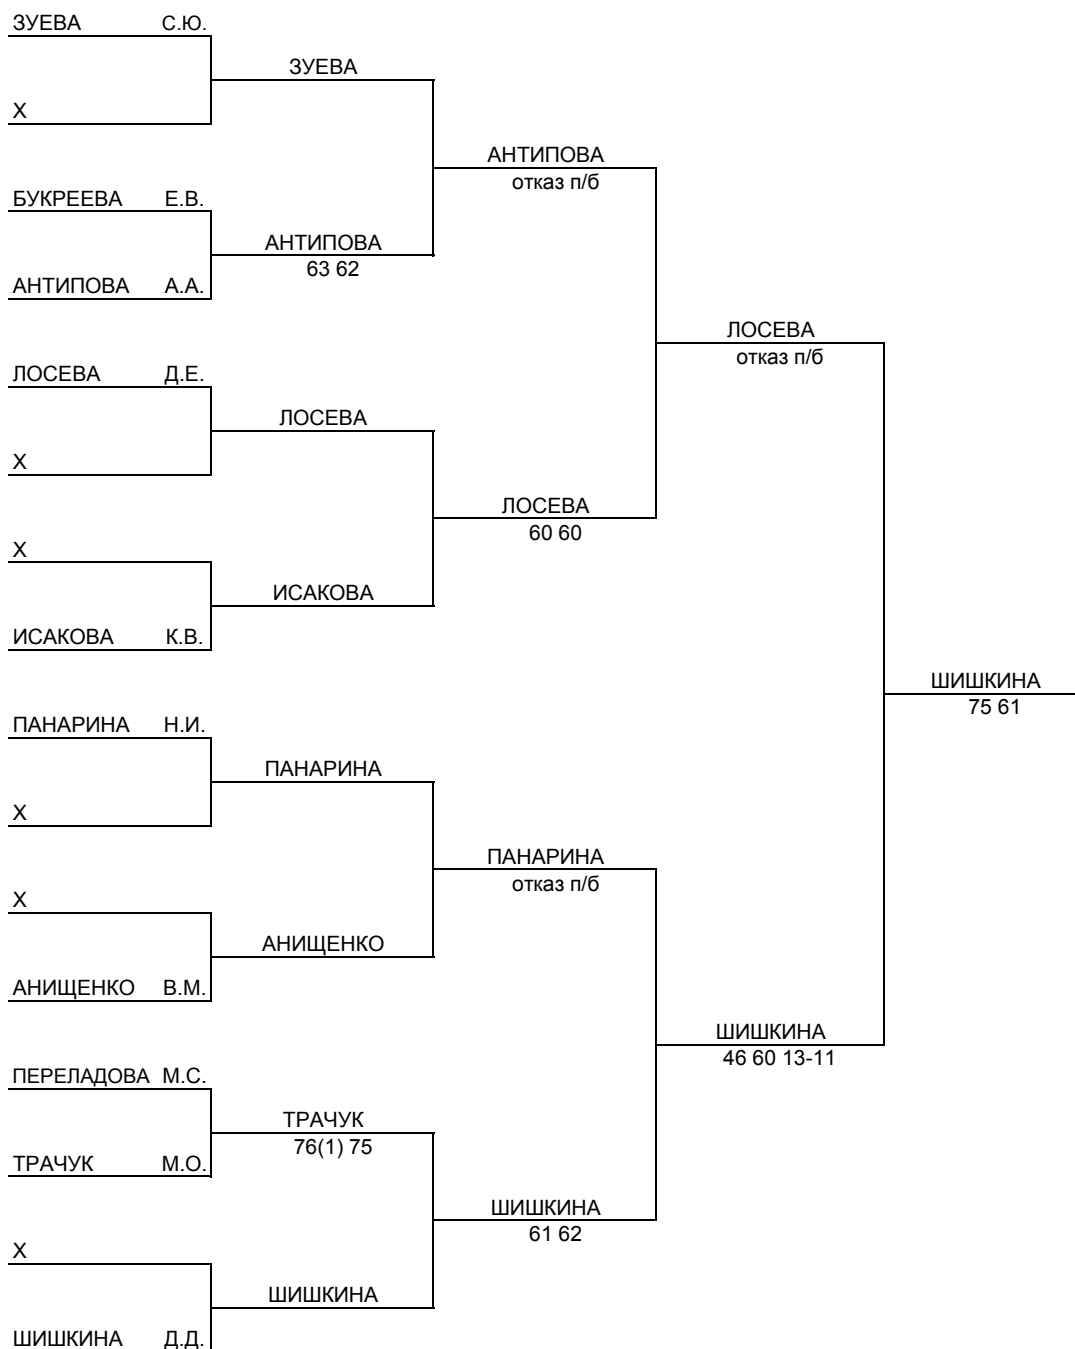 ЗУЕВА С.Ю.
ЗУЕВА
Х
АНТИПОВА
отказ п/б
БУКРЕЕВА Е.В.
АНТИПОВА
63 62
АНТИПОВА А.А.
ЛОСЕВА
отказ п/б
ЛОСЕВА Д.Е.
ЛОСЕВА
Х
ЛОСЕВА
60 60
Х
ИСАКОВА
ИСАКОВА К.В.
ШИШКИНА
75 61
ПАНАРИНА Н.И.
ПАНАРИНА
Х
ПАНАРИНА
отказ п/б
Х
АНИЩЕНКО
АНИЩЕНКО В.М.
ШИШКИНА
46 60 13-11
ПЕРЕЛАДОВА М.С.
ТРАЧУК
76(1) 75
ТРАЧУК М.О.
ШИШКИНА
61 62
Х
ШИШКИНА
ШИШКИНА Д.Д.